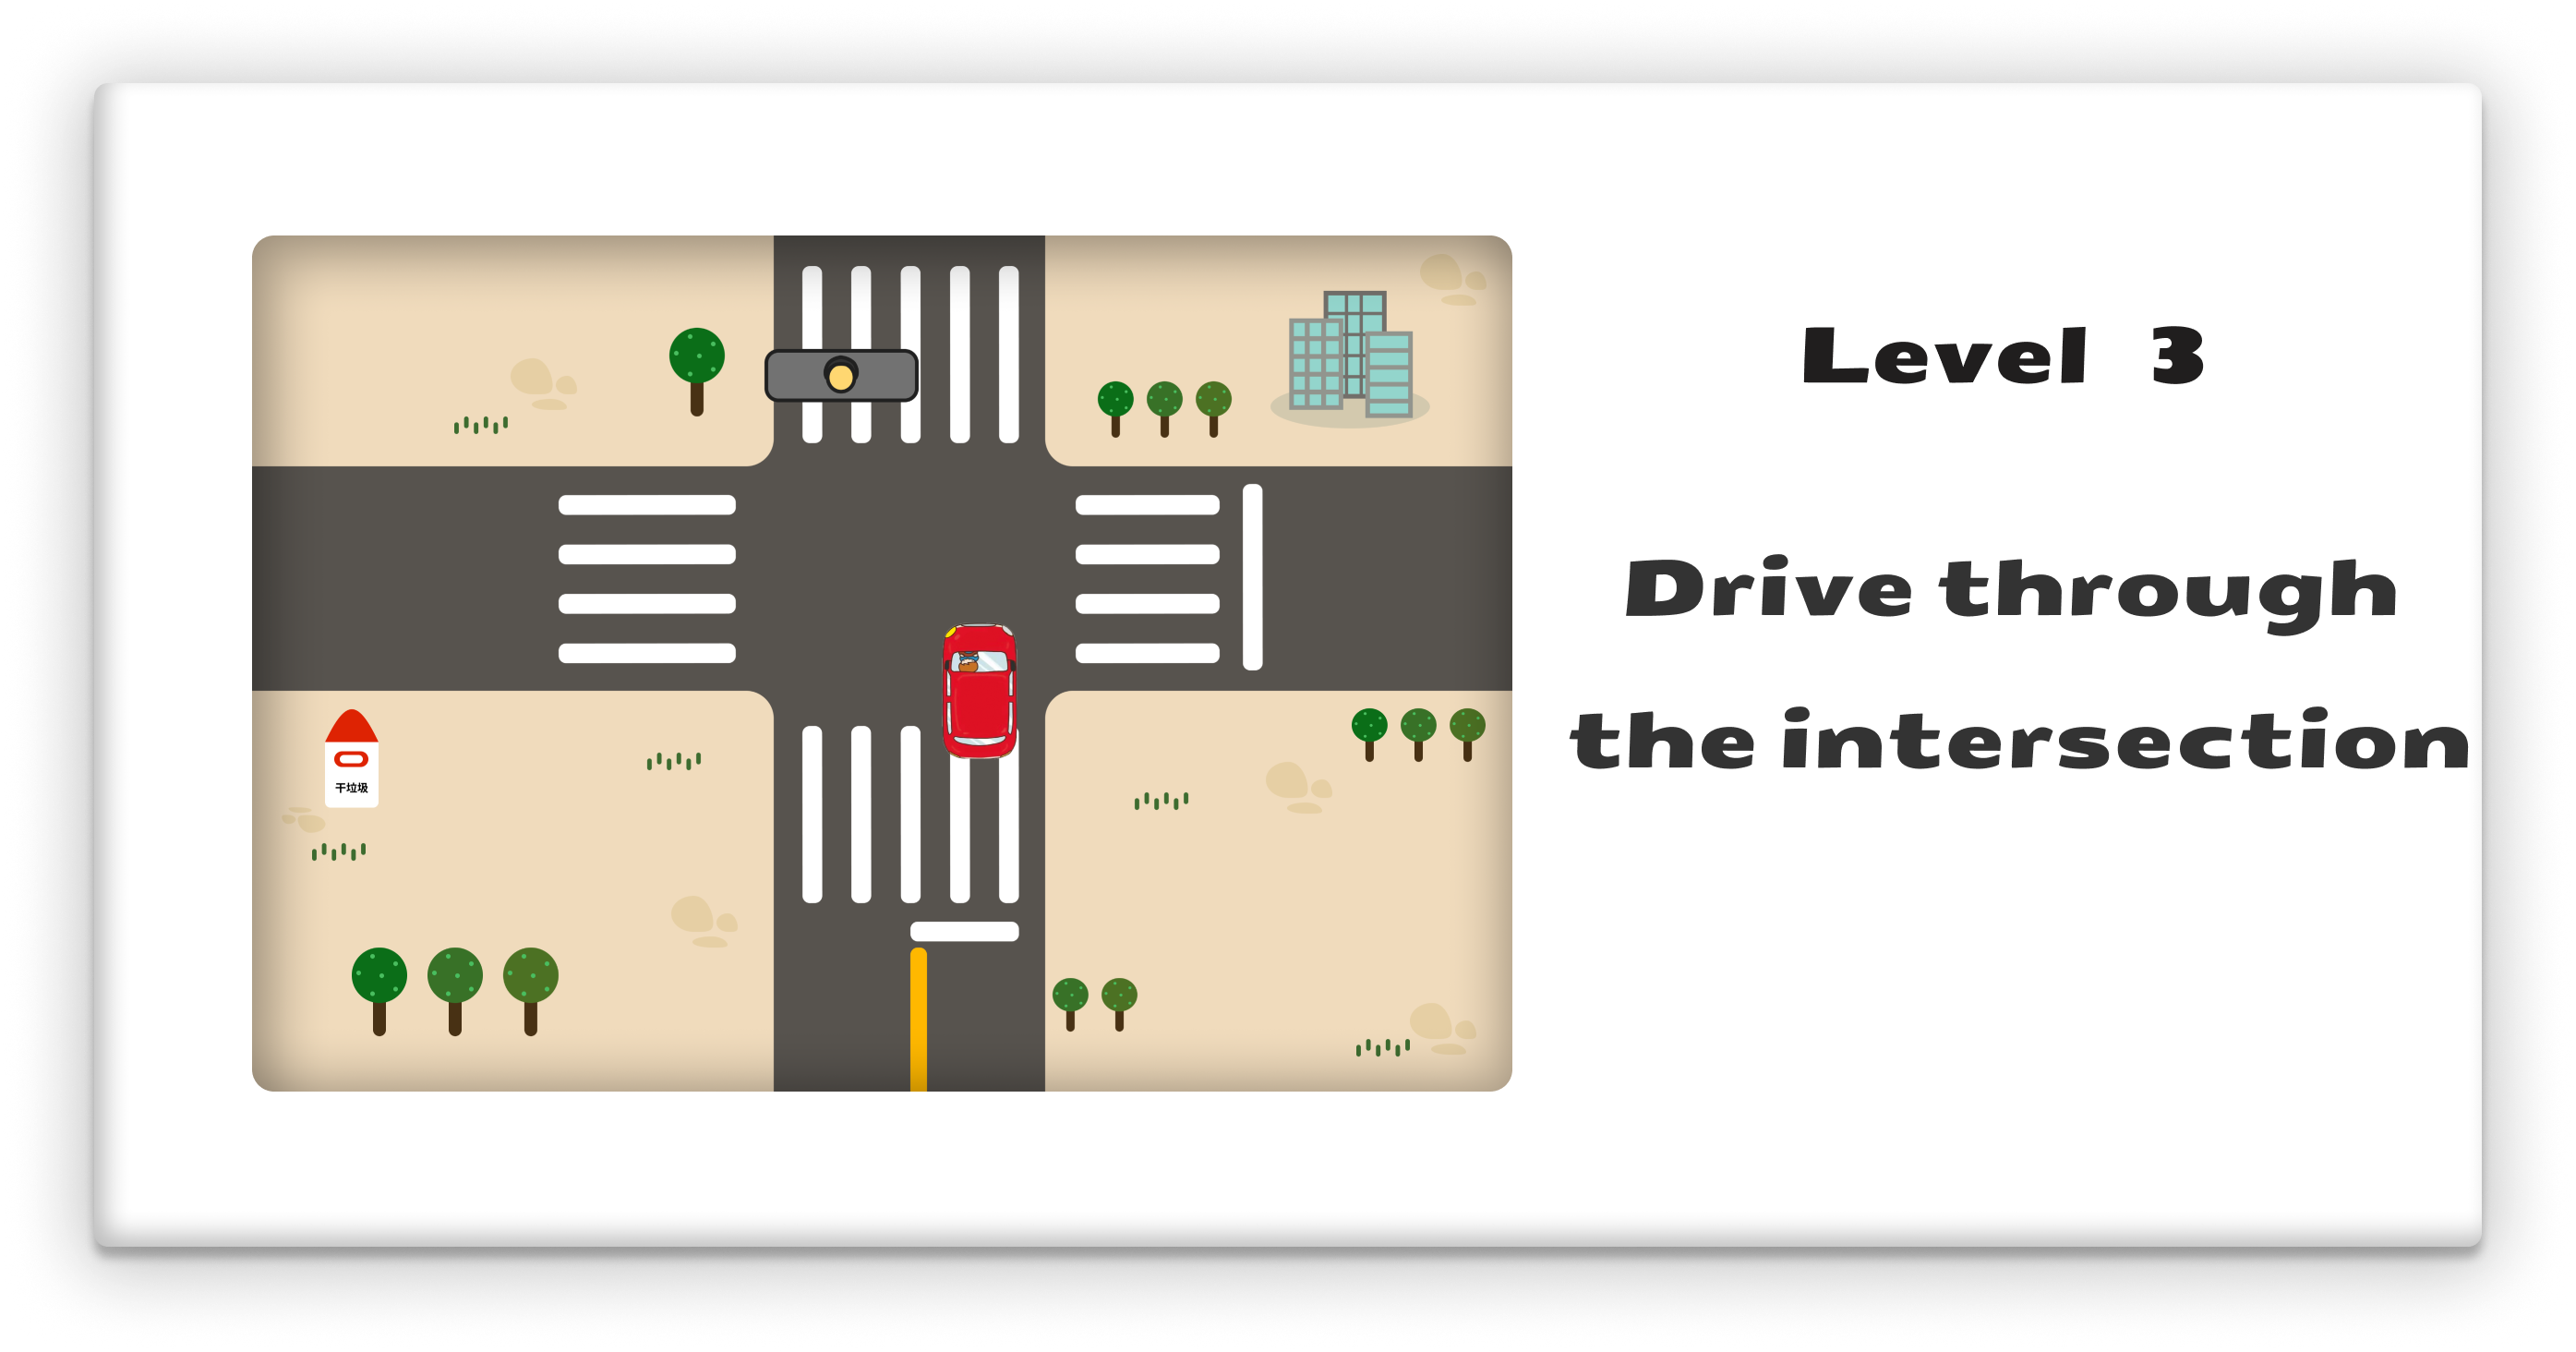 Level 3
Drive through
the intersection
干垃圾